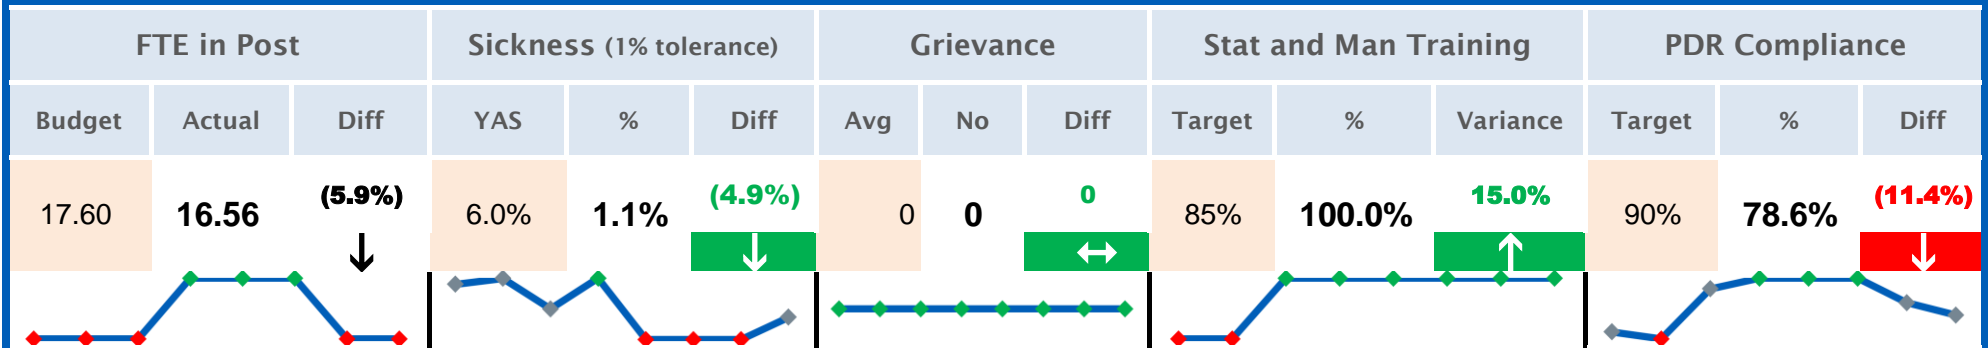 FTE in Post Sickness (1% tolerance) Grievance Stat and Man Training PDR Compliance
Budget Actual Diff YAS % Diff Avg No Diff Target % Variance Target % Diff
17.60 16.56 (5.9%) 6.0% 1.1% (4.9%) 0 0 0 85% 100.0% 15.0% 90% 78.6% (11.4%)